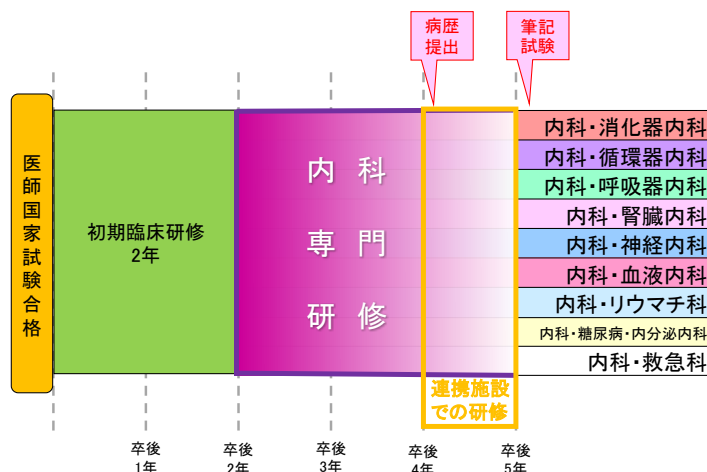 病歴
提出
筆記
試験
医師国家試験合格
初期臨床研修
2年
内科
専門
研修
内科・消化器内科
内科・循環器内科
内科・呼吸器内科
内科・腎臓内科
内科・神経内科
内科・血液内科
内科・リウマチ科
内科・糖尿病・内分泌内科
内科・救急科
連携施設
での研修
卒後
1年
卒後
2年
卒後
3年
卒後
4年
卒後
5年